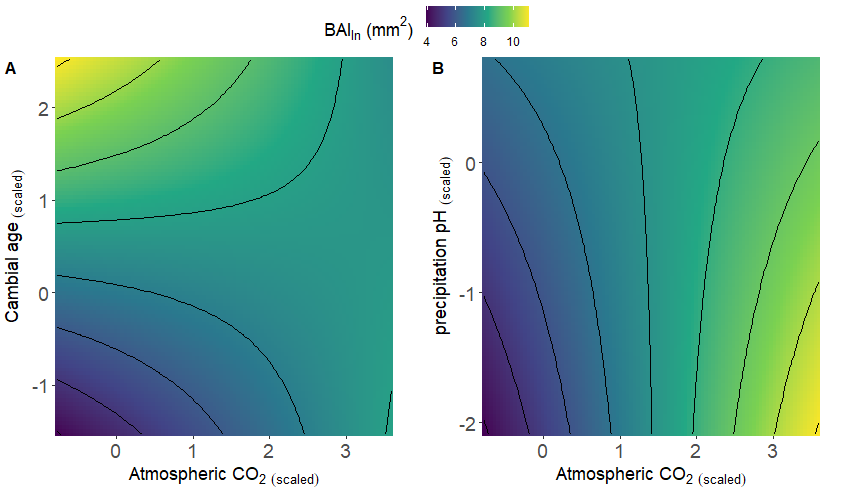 BAI_ln (mm²)
4 6 8 10
A
B
2
1
0
-1
Cambial age (scaled)
0 1 2 3
Atmospheric CO₂ (scaled)
0
-1
-2
precipitation pH (scaled)
0 1 2 3
Atmospheric CO₂ (scaled)